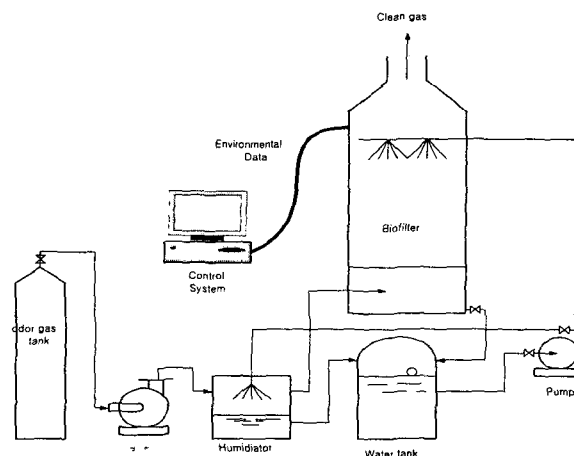 Clean gas
Environmental
Data
Biofilter
Control
System
odor gas
tank
Pump
Humidiator
Water tank